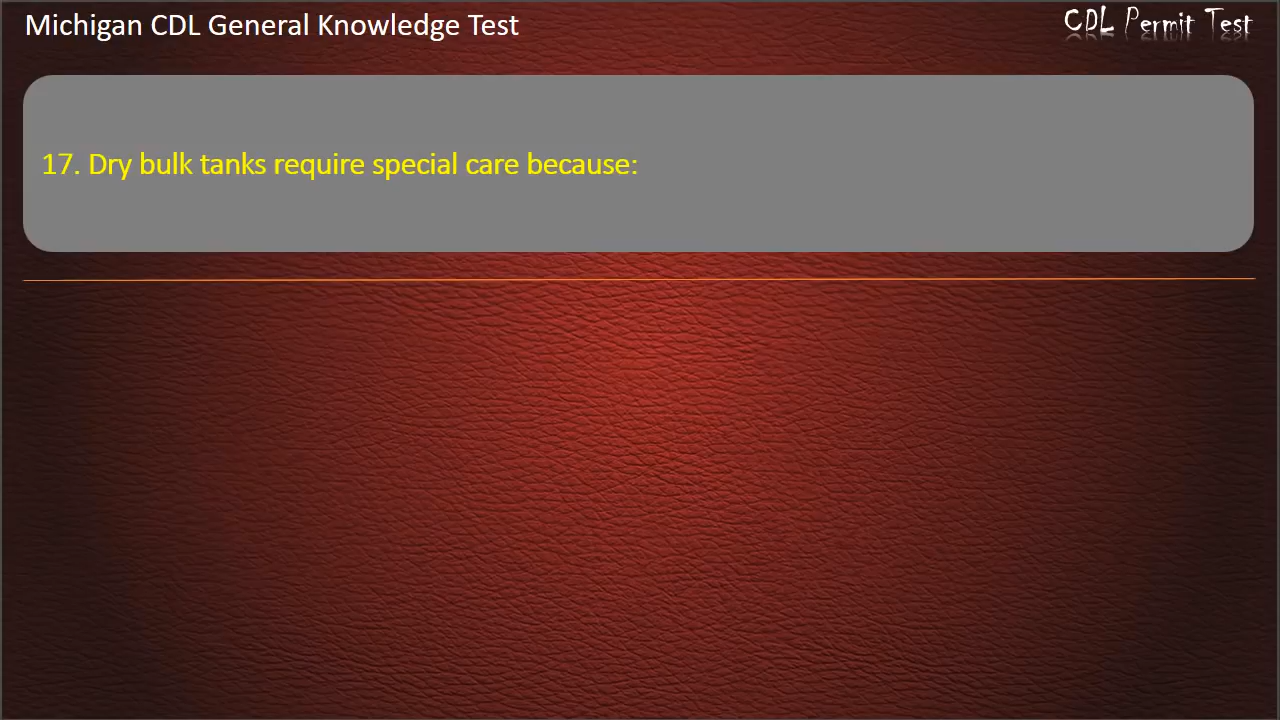 Michigan CDL General Knowledge Test
CDL Permit Test
17. Dry bulk tanks require special care because: